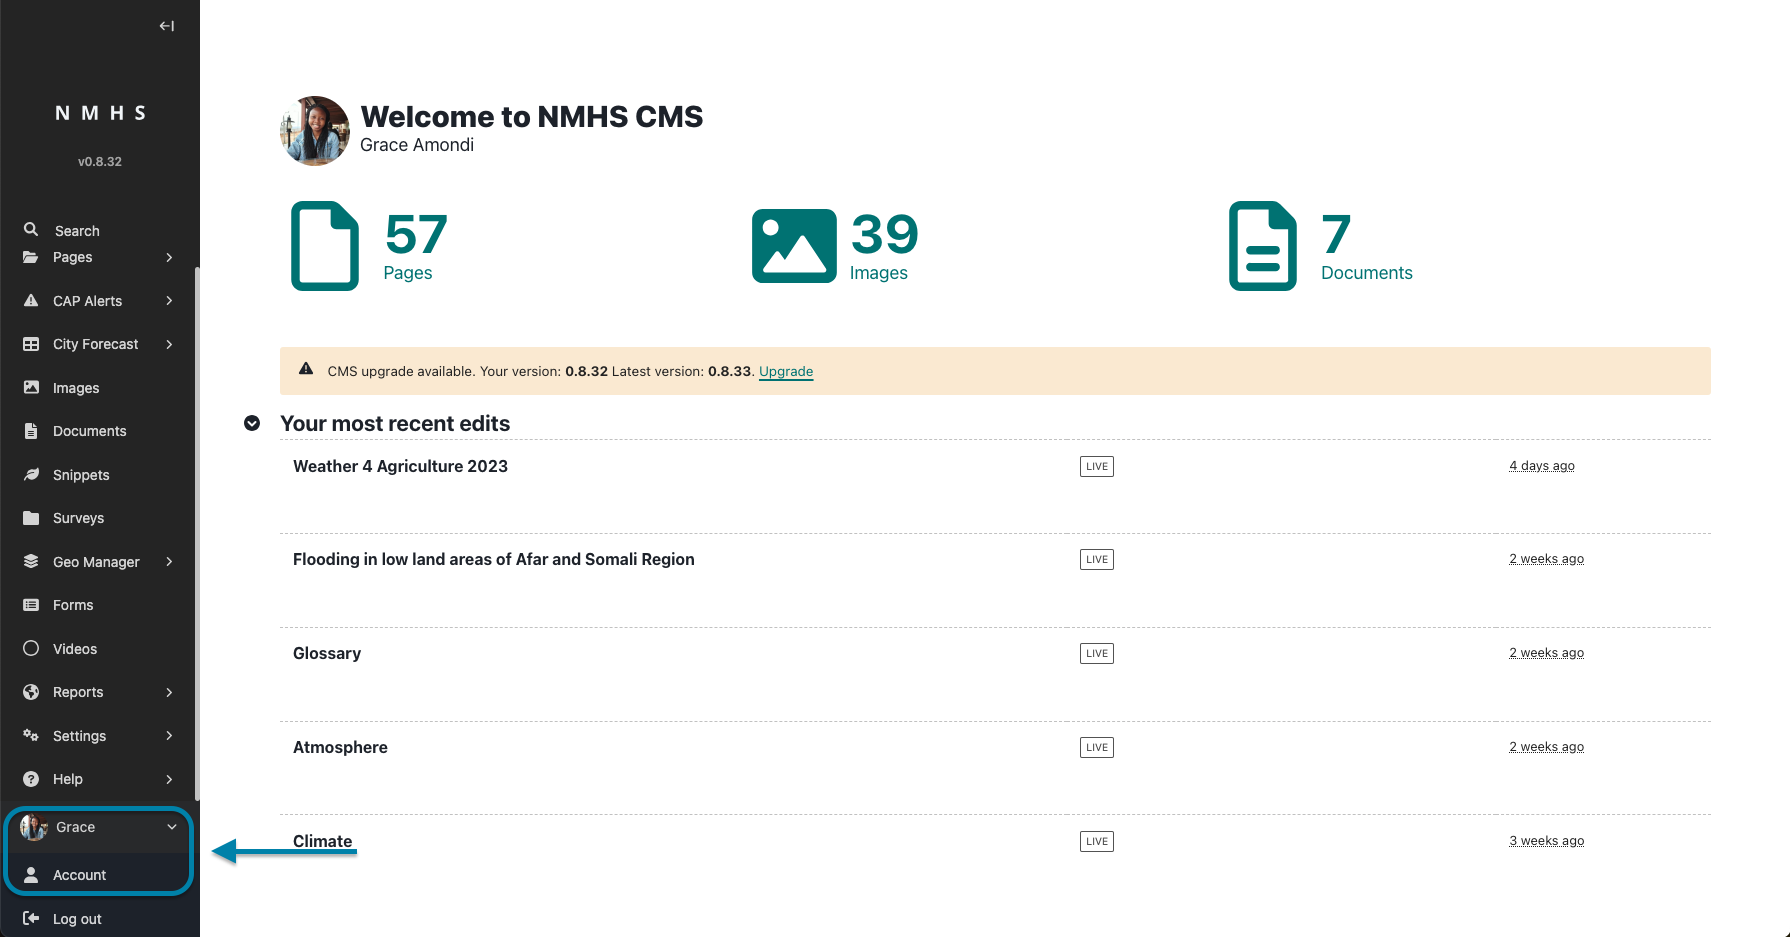 N M H S
v0.8.32
Search
Pages
CAP Alerts
City Forecast
Images
Documents
Snippets
Surveys
Geo Manager
Forms
Videos
Reports
Settings
Help
Grace
Account
Log out
Welcome to NMHS CMS
Grace Amondi
57
Pages
39
Images
7
Documents
CMS upgrade available. Your version: 0.8.32 Latest version: 0.8.33. Upgrade
Your most recent edits
Weather 4 Agriculture 2023 LIVE 4 days ago
Flooding in low land areas of Afar and Somali Region LIVE 2 weeks ago
Glossary LIVE 2 weeks ago
Atmosphere LIVE 2 weeks ago
Climate LIVE 3 weeks ago